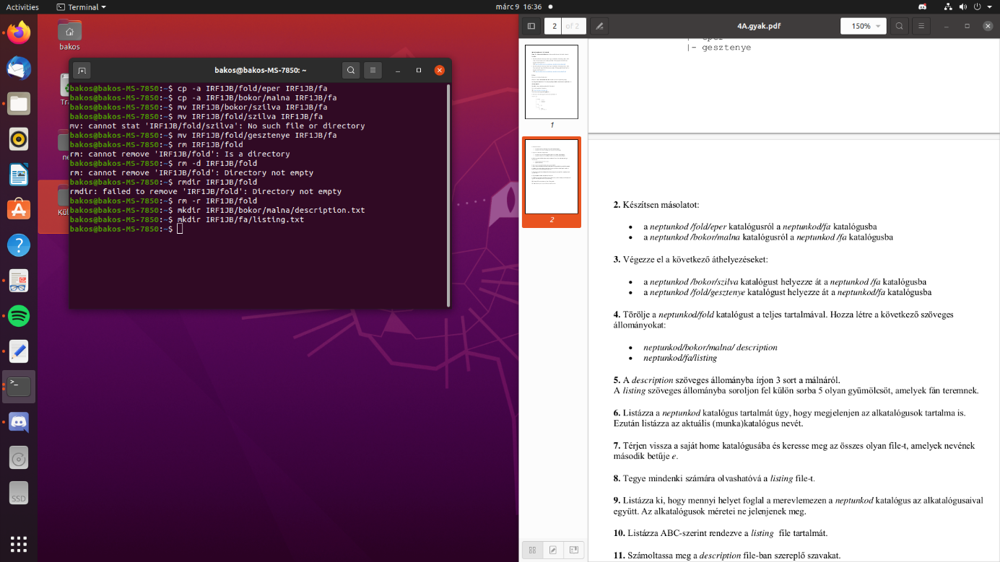 Activities
Terminal
márc 9 16:36
bakos
bakos@bakos-MS-7850: ~
bakos@bakos-MS-7850:~$ cp -a IRF1JB/fold/eper IRF1JB/fa
bakos@bakos-MS-7850:~$ cp -a IRF1JB/bokor/malna IRF1JB/fa
bakos@bakos-MS-7850:~$ mv IRF1JB/bokor/szilva IRF1JB/fa
bakos@bakos-MS-7850:~$ mv IRF1JB/fold/szilva IRF1JB/fa
mv: cannot stat 'IRF1JB/fold/szilva': No such file or directory
bakos@bakos-MS-7850:~$ mv IRF1JB/fold/gesztenye IRF1JB/fa
bakos@bakos-MS-7850:~$ rm IRF1JB/fold
rm: cannot remove 'IRF1JB/fold': Is a directory
bakos@bakos-MS-7850:~$ rm -d IRF1JB/fold
rm: cannot remove 'IRF1JB/fold': Directory not empty
bakos@bakos-MS-7850:~$ rmdir IRF1JB/fold
rmdir: failed to remove 'IRF1JB/fold': Directory not empty
bakos@bakos-MS-7850:~$ rm -r IRF1JB/fold
bakos@bakos-MS-7850:~$ mkdir IRF1JB/bokor/malna/description.txt
bakos@bakos-MS-7850:~$ mkdir IRF1JB/fa/listing.txt
bakos@bakos-MS-7850:~$
SSD
2 of 2
4A.gyak.pdf
150%
1
2
|- gesztenye
2. Készítsen másolatot:
• a neptunkod /fold/eper katalógusról a neptunkod/fa katalógusba
• a neptunkod /bokor/malna katalógusról a neptunkod /fa katalógusba
3. Végezze el a következő áthelyezéseket:
• a neptunkod /bokor/szilva katalógust helyezze át a neptunkod /fa katalógusba
• a neptunkod /fold/gesztenye katalógust helyezze át a neptunkod/fa katalógusba
4. Törölje a neptunkod/fold katalógust a teljes tartalmával. Hozza létre a következő szöveges
állományokat:
• neptunkod/bokor/malna/ description
• neptunkod/fa/listing
5. A description szöveges állományba írjon 3 sort a málnáról.
A listing szöveges állományba soroljon fel külön sorba 5 olyan gyümölcsöt, amelyek fán teremnek.
6. Listázza a neptunkod katalógus tartalmát úgy, hogy megjelenjen az alkatalógusok tartalma is.
Ezután listázza az aktuális (munka)katalógus nevét.
7. Térjen vissza a saját home katalógusába és keresse meg az összes olyan file-t, amelyek nevének
második betűje e.
8. Tegye mindenki számára olvashatóvá a listing file-t.
9. Listázza ki, hogy mennyi helyet foglal a merevlemezen a neptunkod katalógus az alkatalógusaival
együtt. Az alkatalógusok méretei ne jelenjenek meg.
10. Listázza ABC-szerint rendezve a listing file tartalmát.
11. Számoltassa meg a description file-ban szereplő szavakat.